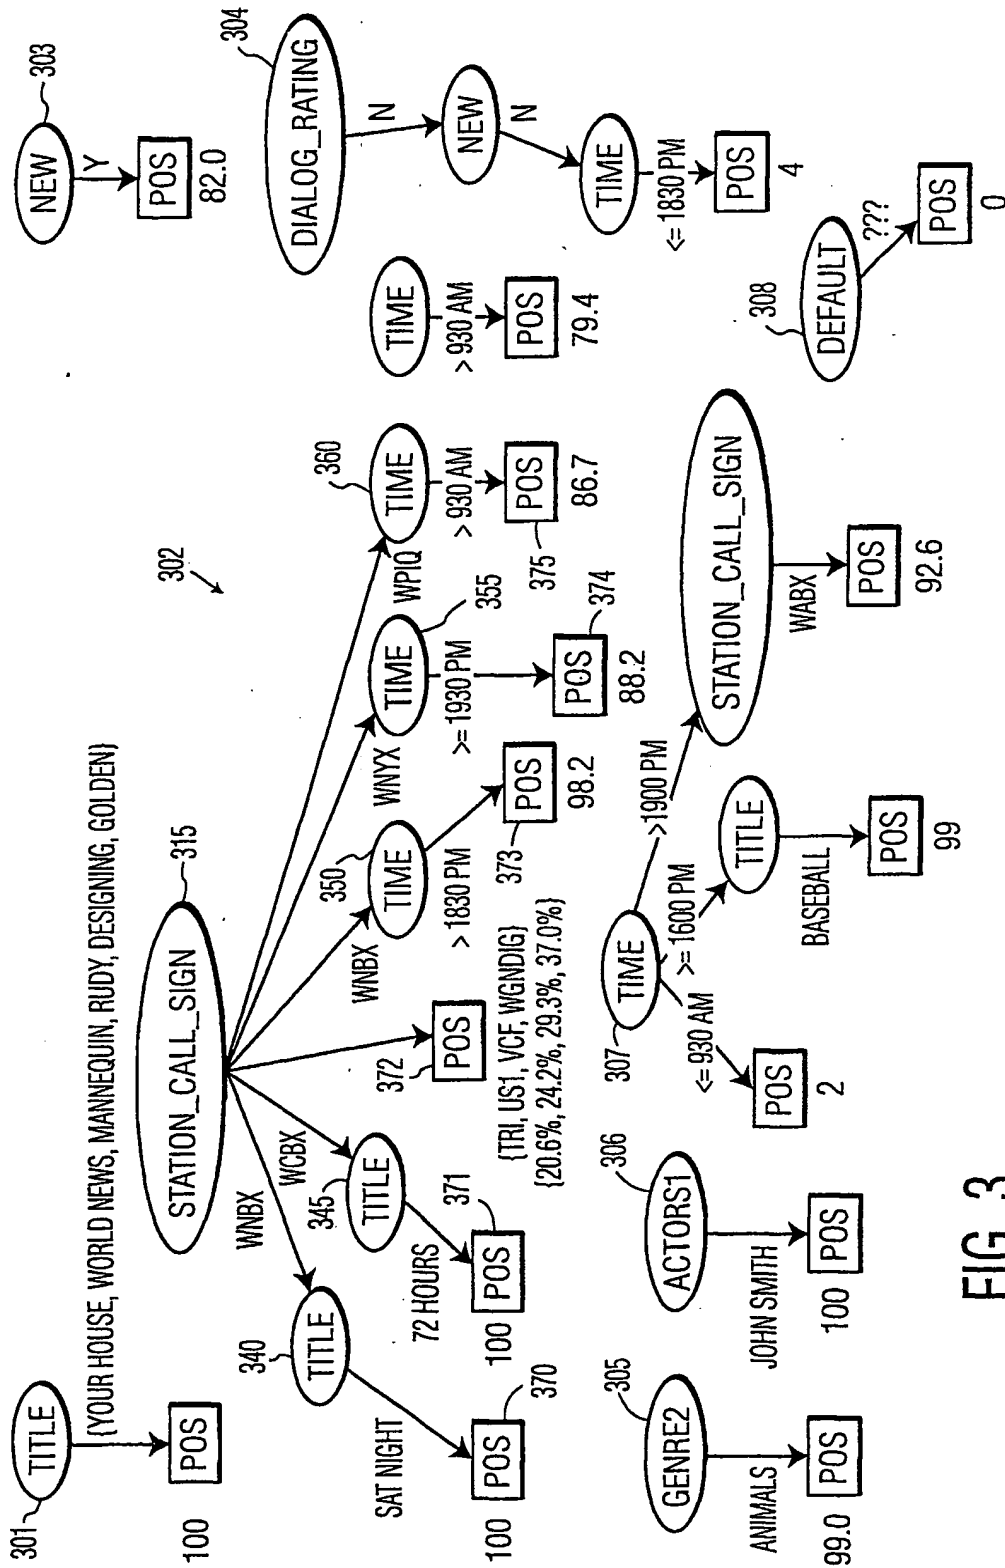 301
TITLE
{YOUR HOUSE, WORLD NEWS, MANNEQUIN, RUDY, DESIGNING, GOLDEN}
POS
100
302
315
STATION_CALL_SIGN
WNBX
WCBX
WNBX
WNYX
WPIQ
340
TITLE
SAT NIGHT
100
POS
370
345
TITLE
72 HOURS
100
POS
371
372
POS
{TRI, US1, VCF, WGNDIG}
{20.6%, 24.2%, 29.3%, 37.0%}
350
TIME
> 1830 PM
373
POS
98.2
TIME
355
>= 1930 PM
POS
374
88.2
360
TIME
> 930 AM
375
POS
86.7
TIME
> 930 AM
POS
79.4
303
NEW
Y
POS
82.0
304
DIALOG_RATING
N
NEW
N
TIME
<= 1830 PM
POS
4
305
GENRE2
ANIMALS
99.0
POS
306
ACTORS1
JOHN SMITH
100
POS
307
TIME
<= 930 AM
POS
2
>= 1600 PM
TITLE
BASEBALL
POS
99
>1900 PM
STATION_CALL_SIGN
WABX
POS
92.6
308
DEFAULT
???
POS
0
FIG. 3